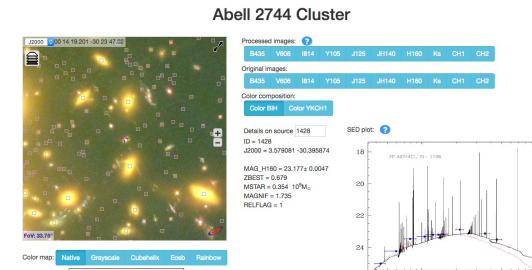 Abell 2744 Cluster
J2000 00 14 19.201 -30 23 47.02
Processed images: ?
B435 V606 I814 Y105 J125 JH140 H160 Ks CH1 CH2
Original images:
B435 V606 I814 Y105 J125 JH140 H160 Ks CH1 CH2
Color composition:
Color BIH Color YKCH1
Details on source 1428
SED plot: ?
ID = 1428
J2000 = 3.579081 -30.395874
MAG_H160 = 23.177± 0.0047
ZBEST = 0.679
MSTAR = 0.354 10⁹M☉
MAGNIF = 1.735
RELFLAG = 1
18
20
22
24
+
−
FoV: 33.76"
Color map: Native Grayscale Cubehelix Eosb Rainbow